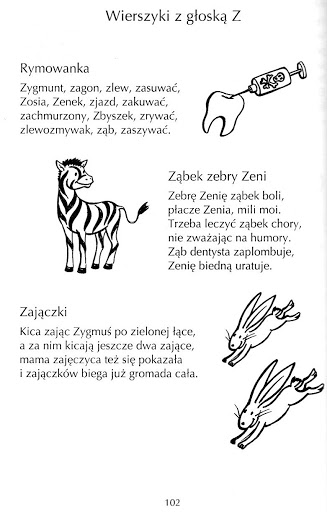 Wierszyki z głoską Z
Rymowanka
Zygmunt, zagon, zlew, zasuwać,
Zosia, Zenek, zjazd, zakuwać,
zachmurzony, Zbyszek, zrywać,
zlewozmywak, ząb, zaszywać.
Ząbek zebry Zeni
Zebrę Zenię ząbek boli,
płacze Zenia, mili moi.
Trzeba leczyć ząbek chory,
nie zważając na humory.
Ząb dentysta zaplombuje,
Zenię biedną uratuje.
Zajączki
Kica zając Zygmuś po zielonej łące,
a za nim kicają jeszcze dwa zające,
mama zajęczyca też się pokazała
i zajączków biega już gromada cała.
102